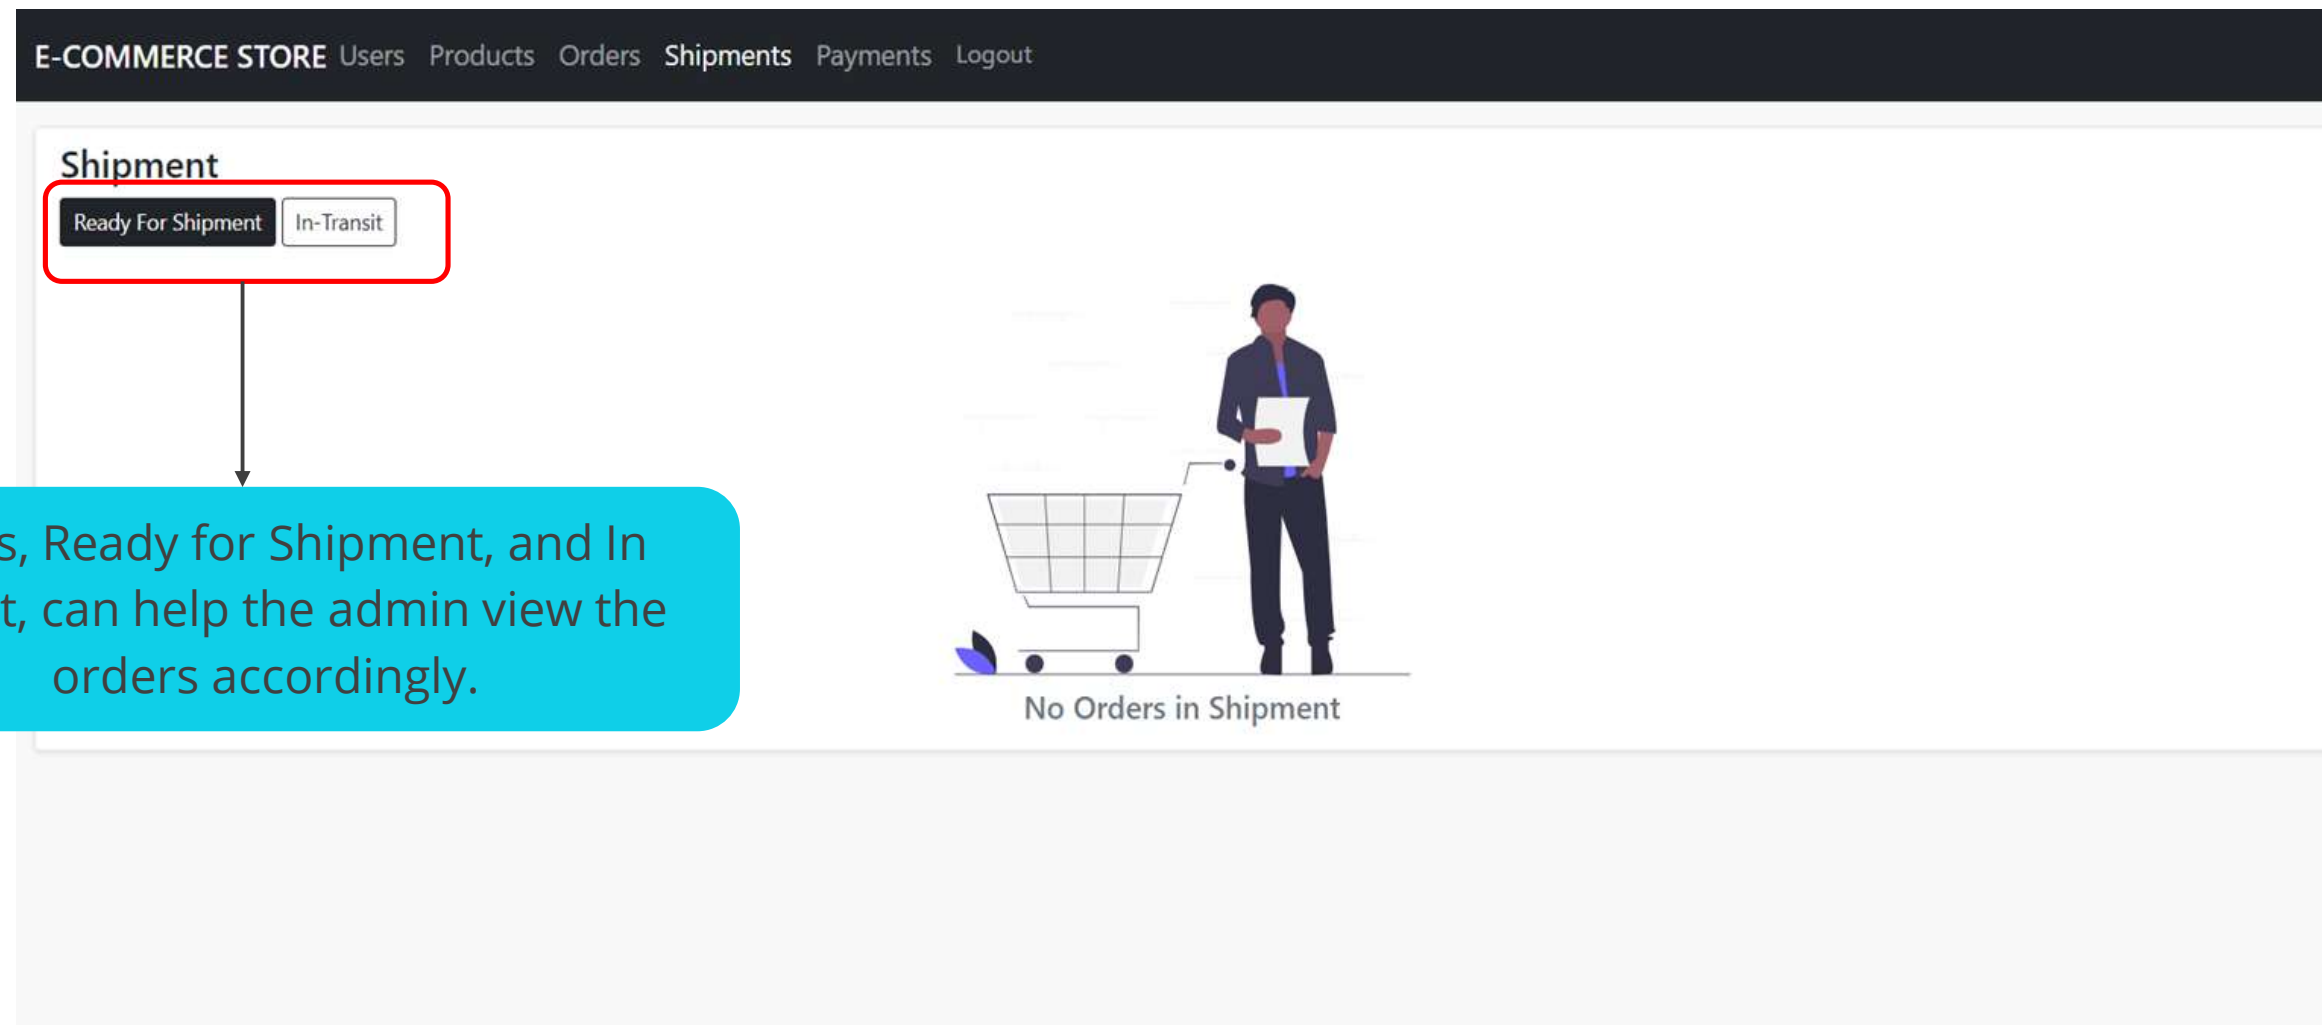 E-COMMERCE STORE Users Products Orders Shipments Payments Logout
Shipment
Ready For Shipment In-Transit
s, Ready for Shipment, and In
t, can help the admin view the
orders accordingly.
No Orders in Shipment